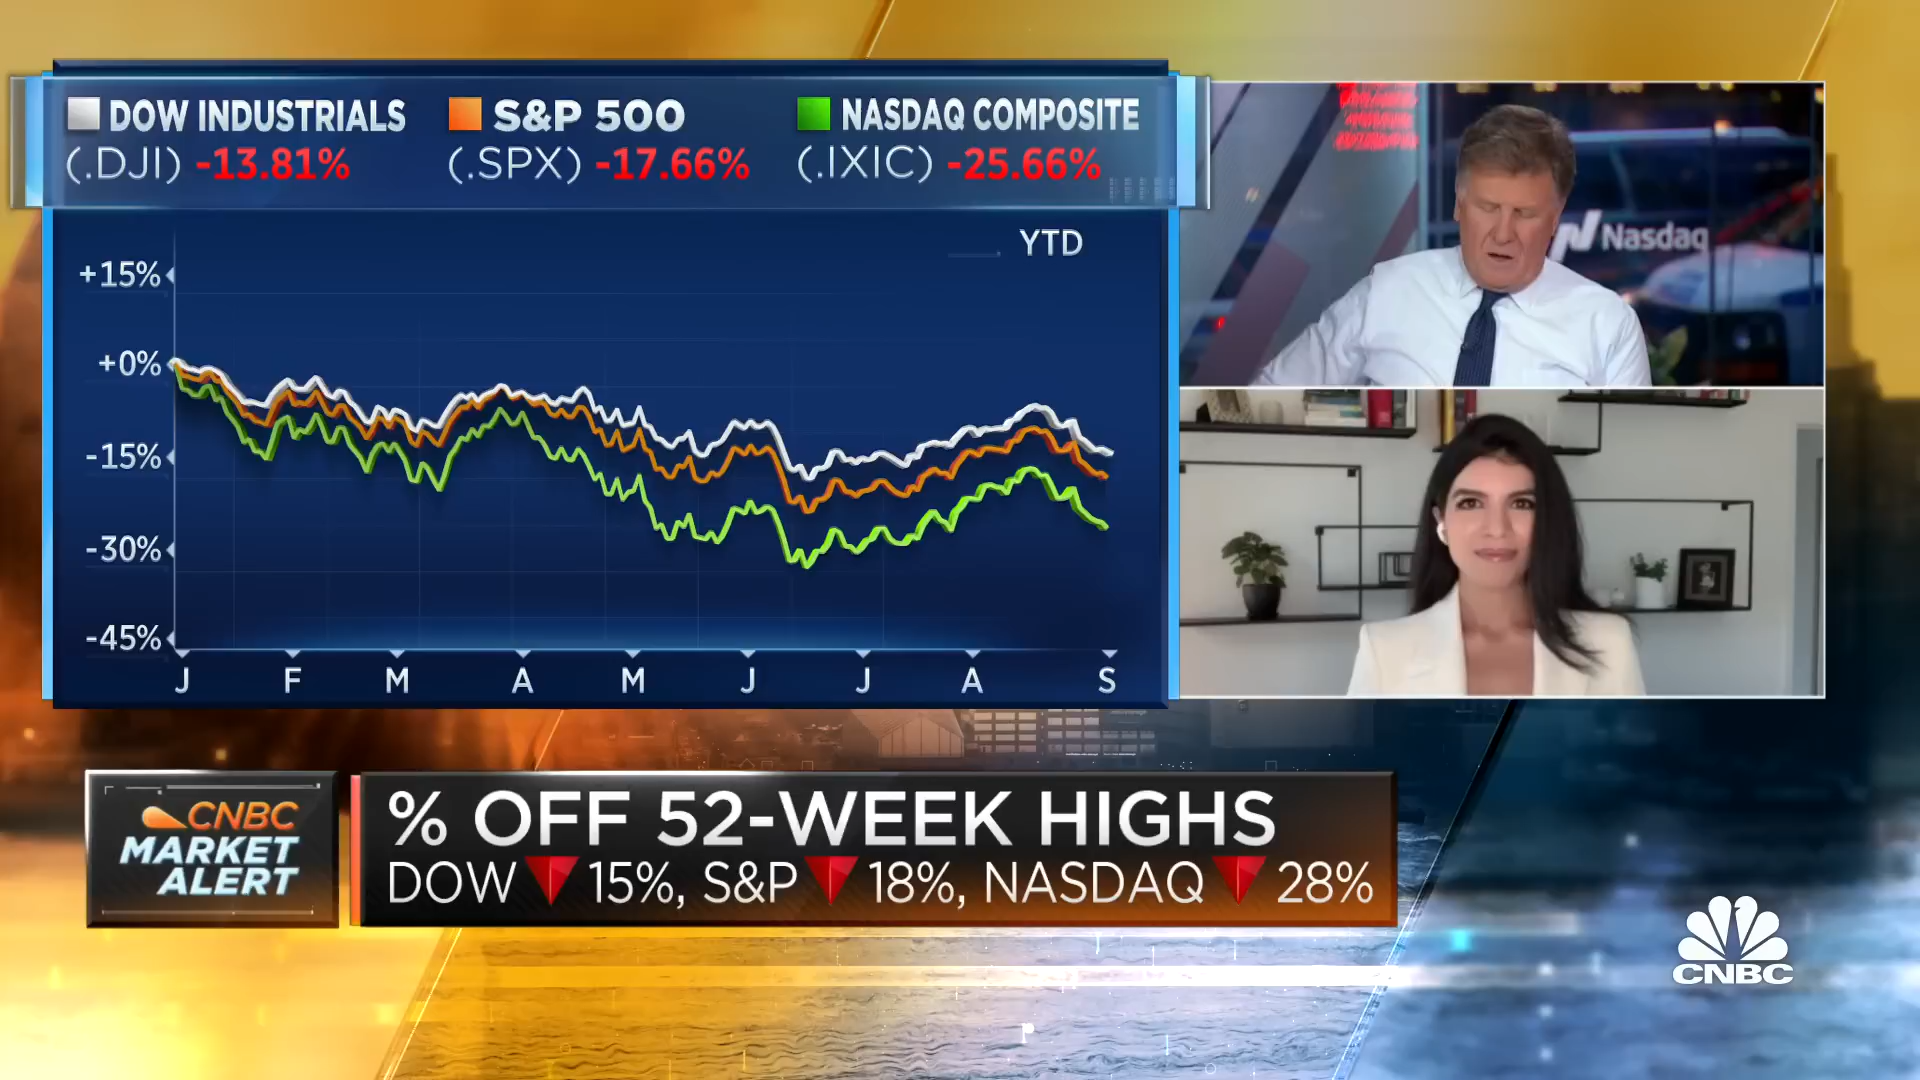 DOW INDUSTRIALS
(.DJI) -13.81%
S&P 500
(.SPX) -17.66%
NASDAQ COMPOSITE
(.IXIC) -25.66%
YTD
+15%
+0%
-15%
-30%
-45%
J F M A M J J A S
Nasdaq
CNBC
MARKET
ALERT
% OFF 52-WEEK HIGHS
DOW 15%, S&P 18%, NASDAQ 28%
CNBC